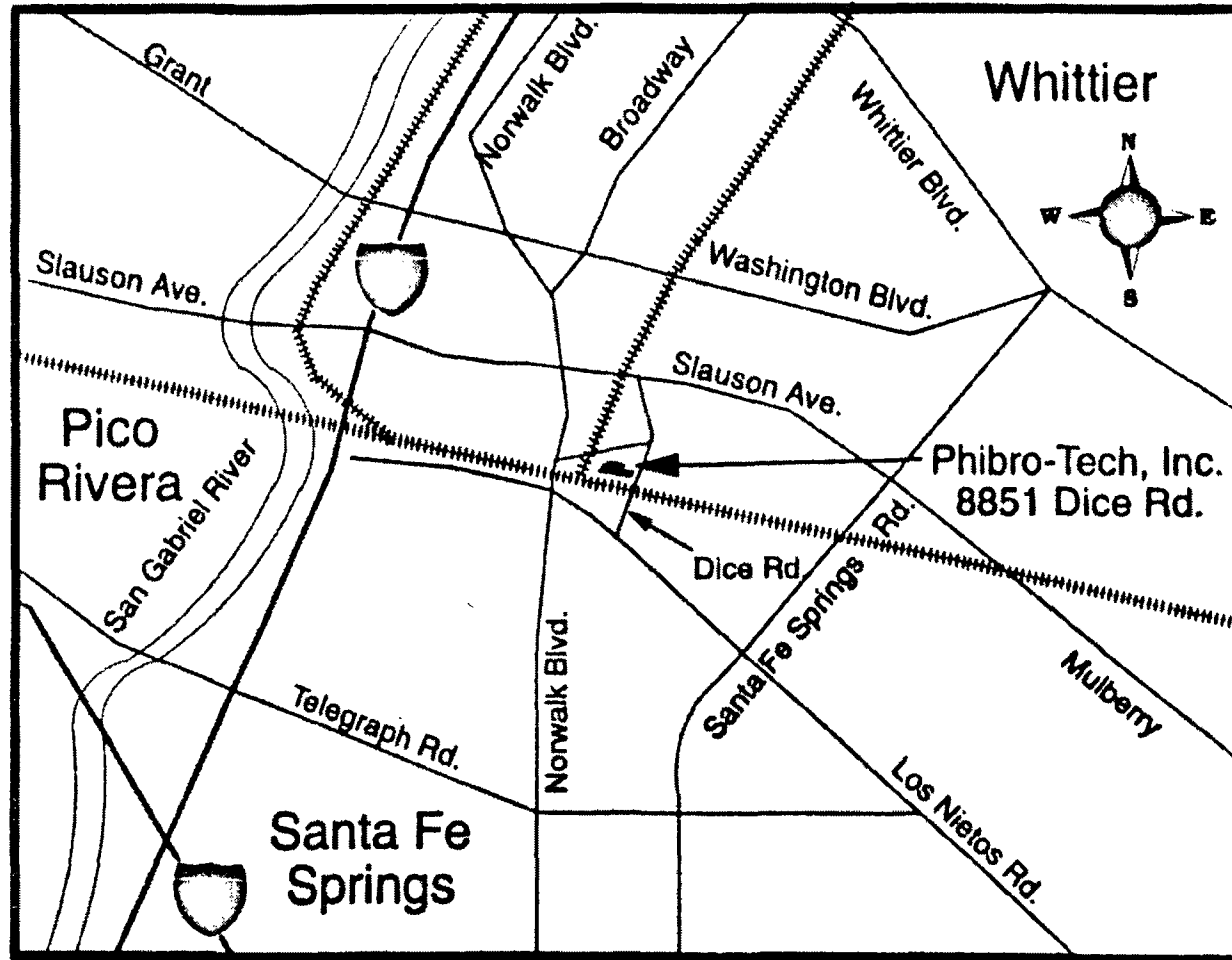 Grant
Norwalk Blvd.
Broadway
Whittier
Whittier Blvd.
N
W
E
S
Slauson Ave.
Washington Blvd.
Slauson Ave.
Pico
Rivera
San Gabriel River
Phibro-Tech, Inc.
8851 Dice Rd.
Dice Rd.
Santa Fe Springs Rd.
Norwalk Blvd.
Mulberry
Telegraph Rd.
Los Nietos Rd.
Santa Fe
Springs